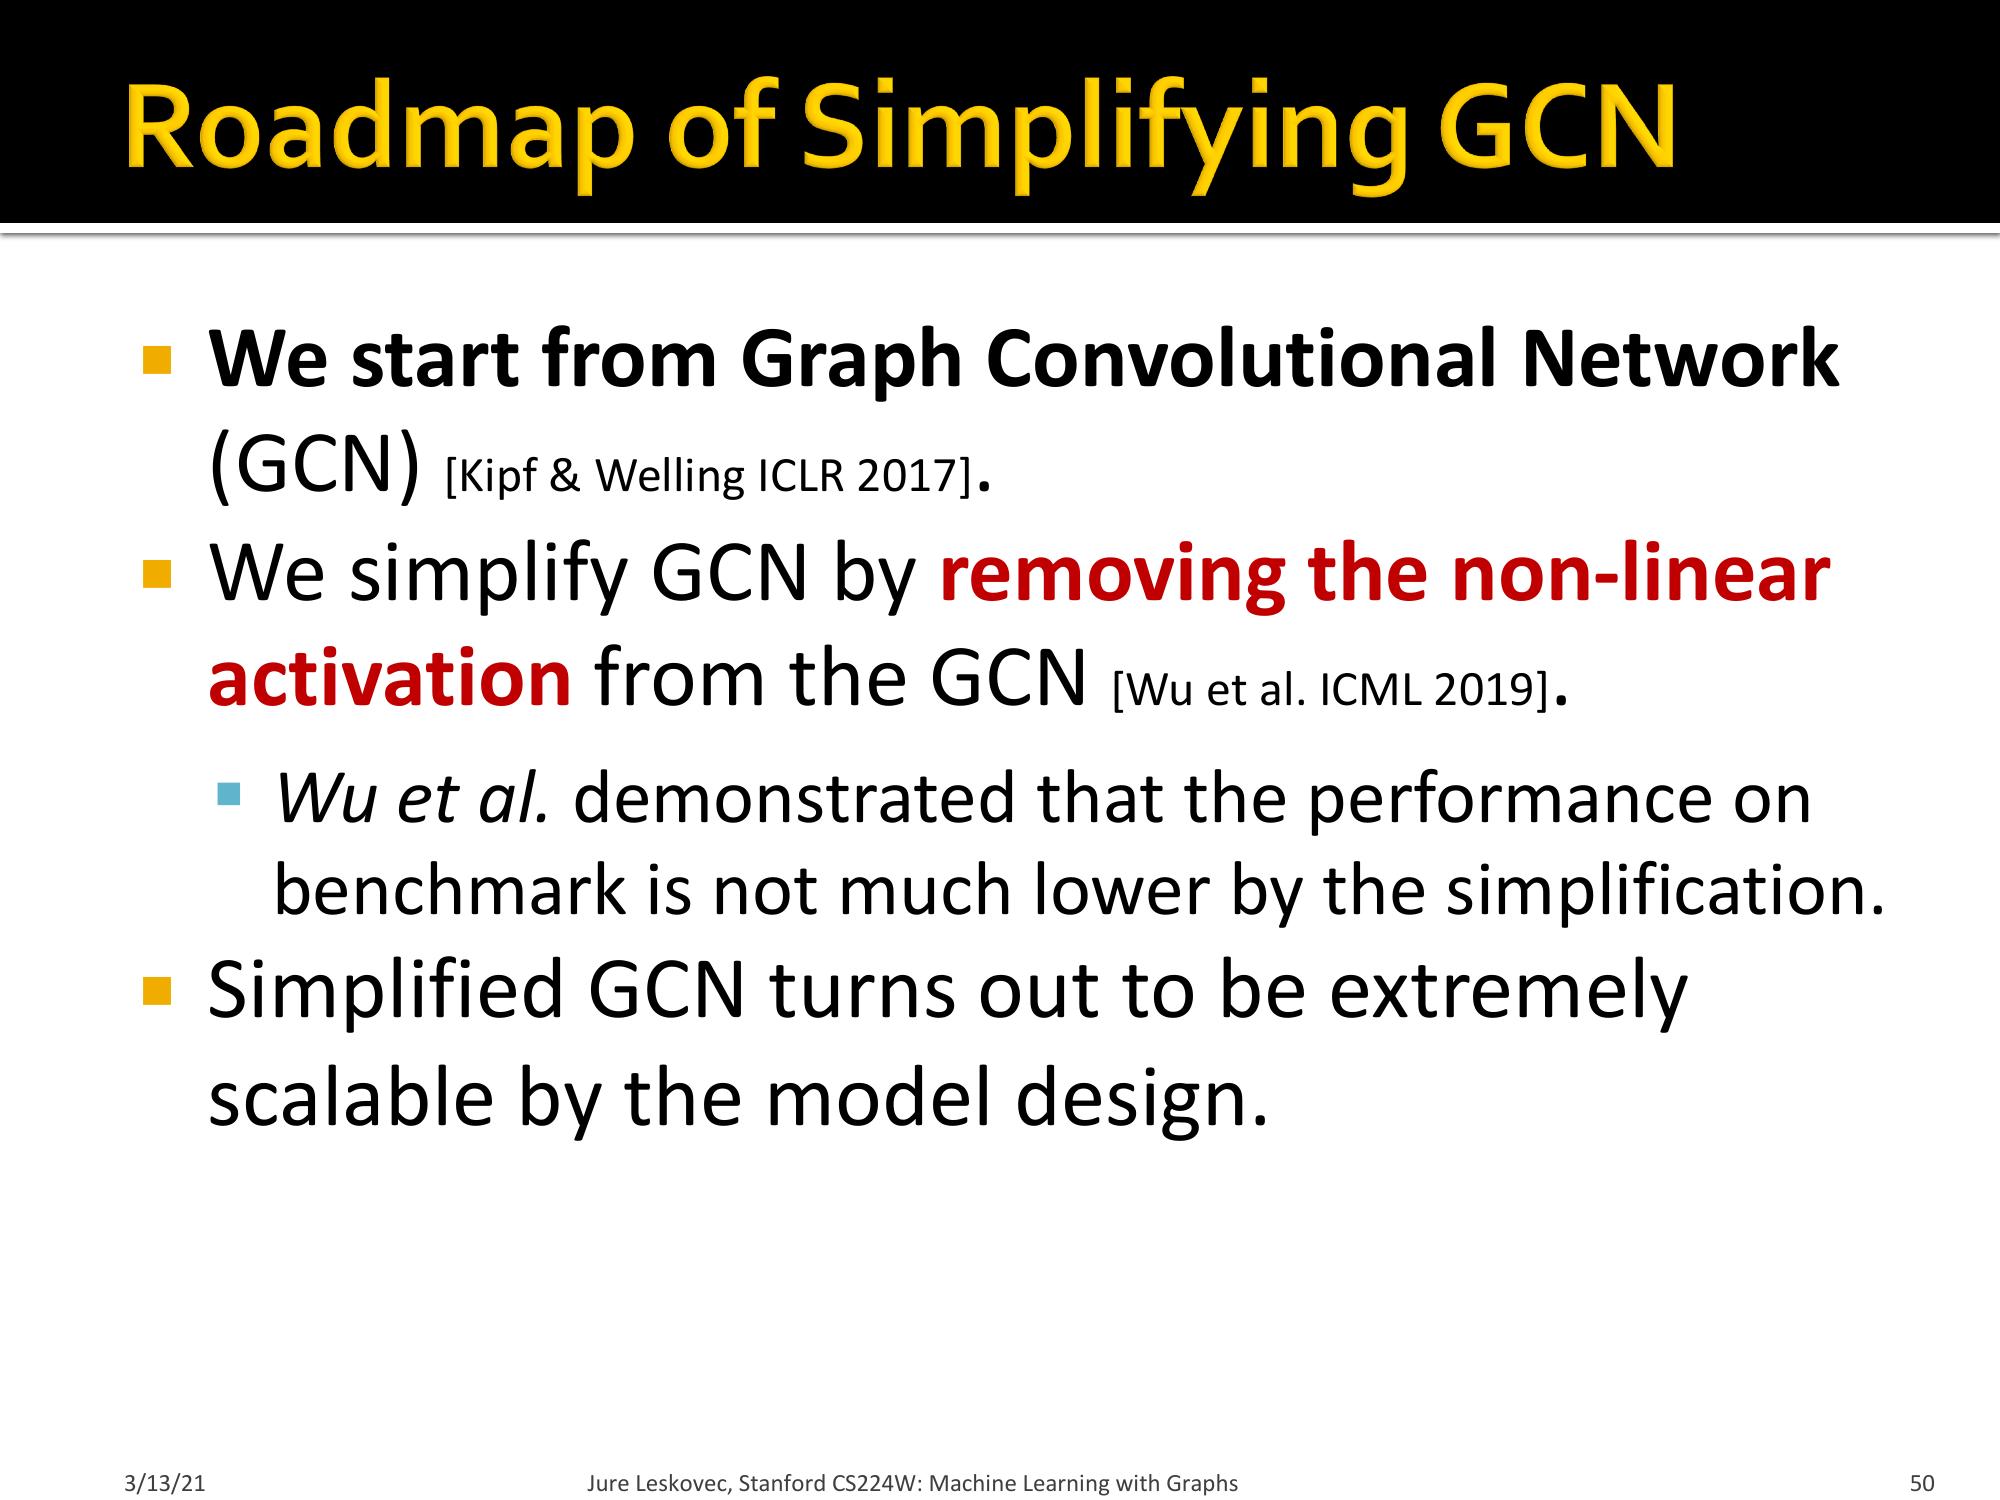 Roadmap of Simplifying GCN
We start from Graph Convolutional Network
(GCN) [Kipf & Welling ICLR 2017].
We simplify GCN by removing the non-linear
activation from the GCN [Wu et al. ICML 2019].
Wu et al. demonstrated that the performance on
benchmark is not much lower by the simplification.
Simplified GCN turns out to be extremely
scalable by the model design.
3/13/21
Jure Leskovec, Stanford CS224W: Machine Learning with Graphs
50